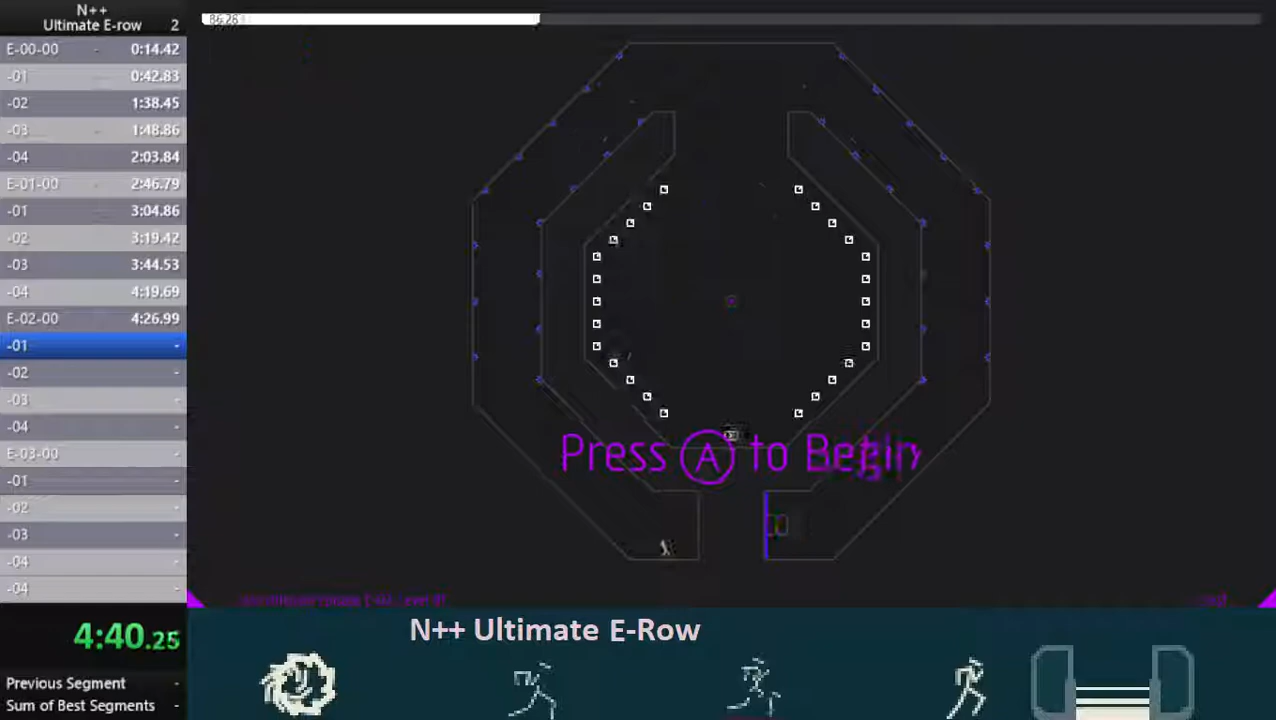 N++
Ultimate E-row 2
E-00-00 - 0:14.42
-01 - 0:42.83
-02 - 1:38.45
-03 - 1:48.86
-04 - 2:03.84
E-01-00 - 2:46.79
-01 - 3:04.86
-02 - 3:19.42
-03 - 3:44.53
-04 - 4:19.69
E-02-00 - 4:26.99
-01 -
-02 -
-03 -
-04 -
E-03-00 -
-01 -
-02 -
-03 -
-04 -
-04 -
4:40.25
Previous Segment -
Sum of Best Segments -
Press A to Begin
N++ Ultimate E-Row